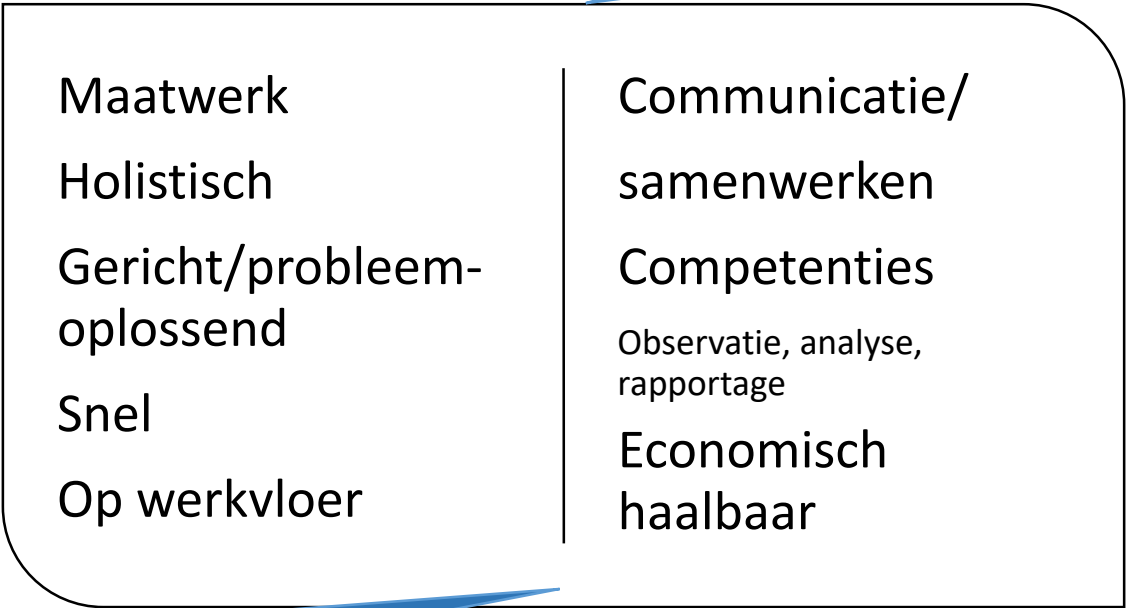 Maatwerk
Holistisch
Gericht/probleem-
oplossend
Snel
Op werkvloer
Communicatie/
samenwerken
Competenties
Observatie, analyse,
rapportage
Economisch
haalbaar